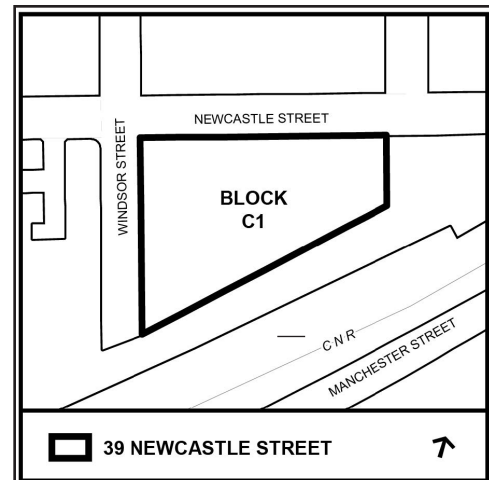 NEWCASTLE STREET
WINDSOR STREET
BLOCK
C1
CNR
MANCHESTER STREET
39 NEWCASTLE STREET